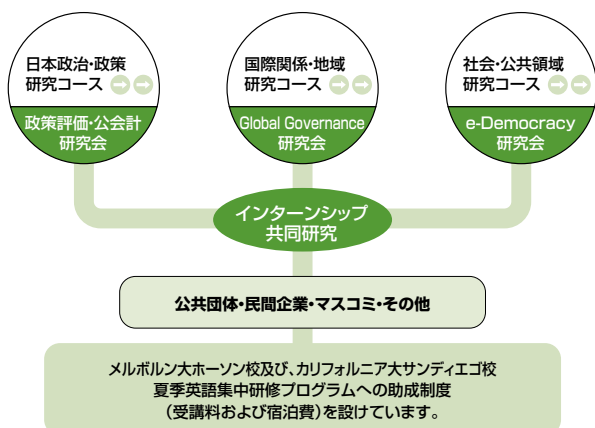 日本政治・政策
研究コース
政策評価・公会計
研究会
国際関係・地域
研究コース
Global Governance
研究会
社会・公共領域
研究コース
e-Democracy
研究会
インターンシップ
共同研究
公共団体・民間企業・マスコミ・その他
メルボルン大ホーソン校及び、カリフォルニア大サンディエゴ校
夏季英語集中研修プログラムへの助成制度
（受講料および宿泊費）を設けています。